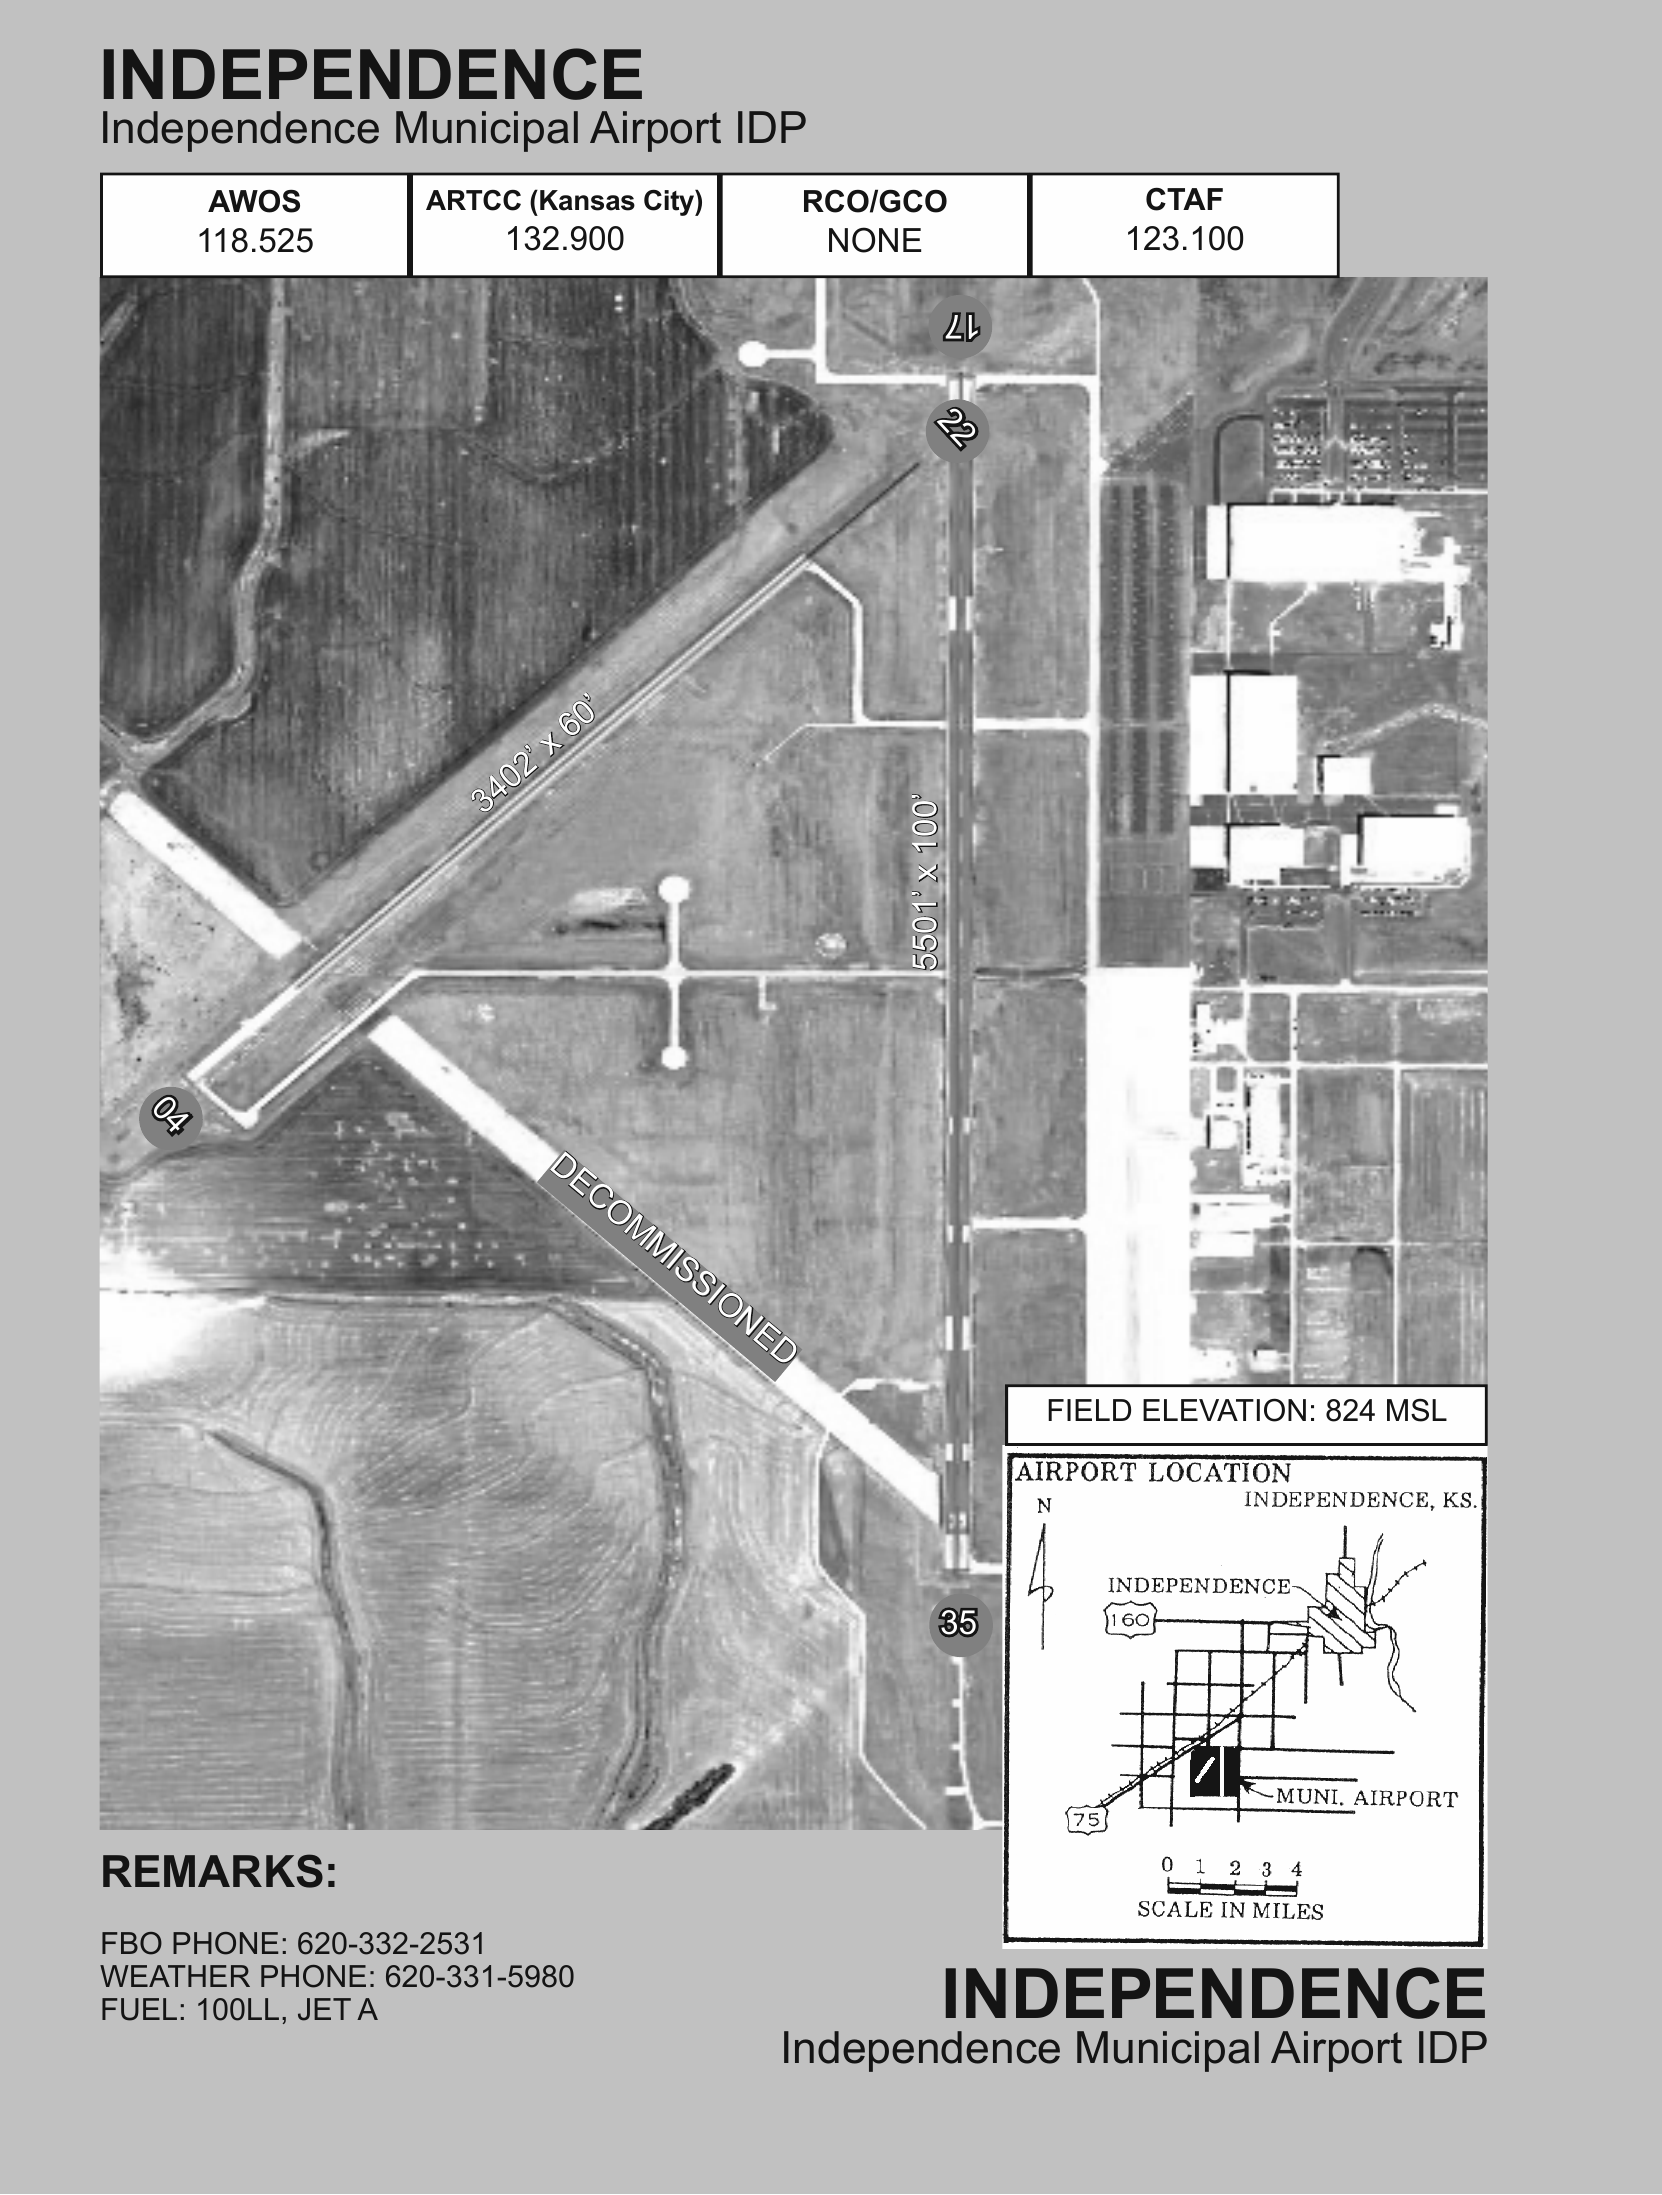 INDEPENDENCE
Independence Municipal Airport IDP
AWOS
118.525
ARTCC (Kansas City)
132.900
RCO/GCO
NONE
CTAF
123.100
17
22
3402’ x 60’
5501’ x 100’
04
DECOMMISSIONED
35
FIELD ELEVATION: 824 MSL
AIRPORT LOCATION
INDEPENDENCE, KS.
N
INDEPENDENCE
160
MUNI. AIRPORT
75
0 1 2 3 4
SCALE IN MILES
REMARKS:
FBO PHONE: 620-332-2531
WEATHER PHONE: 620-331-5980
FUEL: 100LL, JET A
INDEPENDENCE
Independence Municipal Airport IDP